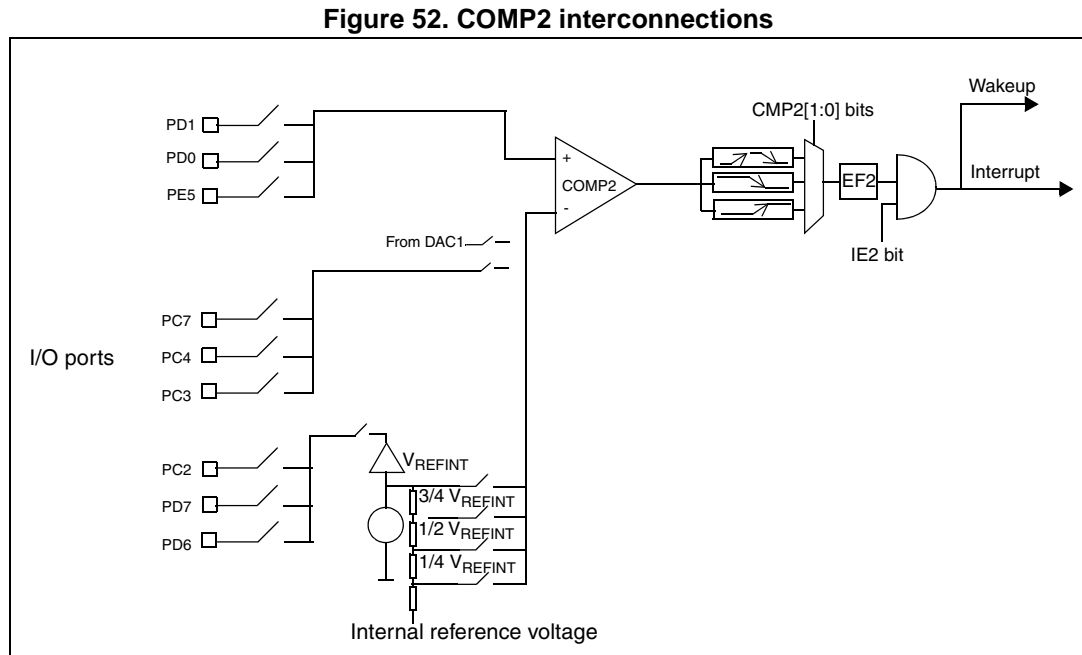 Figure 52. COMP2 interconnections
Wakeup
CMP2[1:0] bits
PD1
PD0
PE5
+
COMP2
-
EF2
Interrupt
IE2 bit
From DAC1
PC7
I/O ports
PC4
PC3
PC2
VREFINT
PD7
3/4 VREFINT
PD6
1/2 VREFINT
1/4 VREFINT
Internal reference voltage